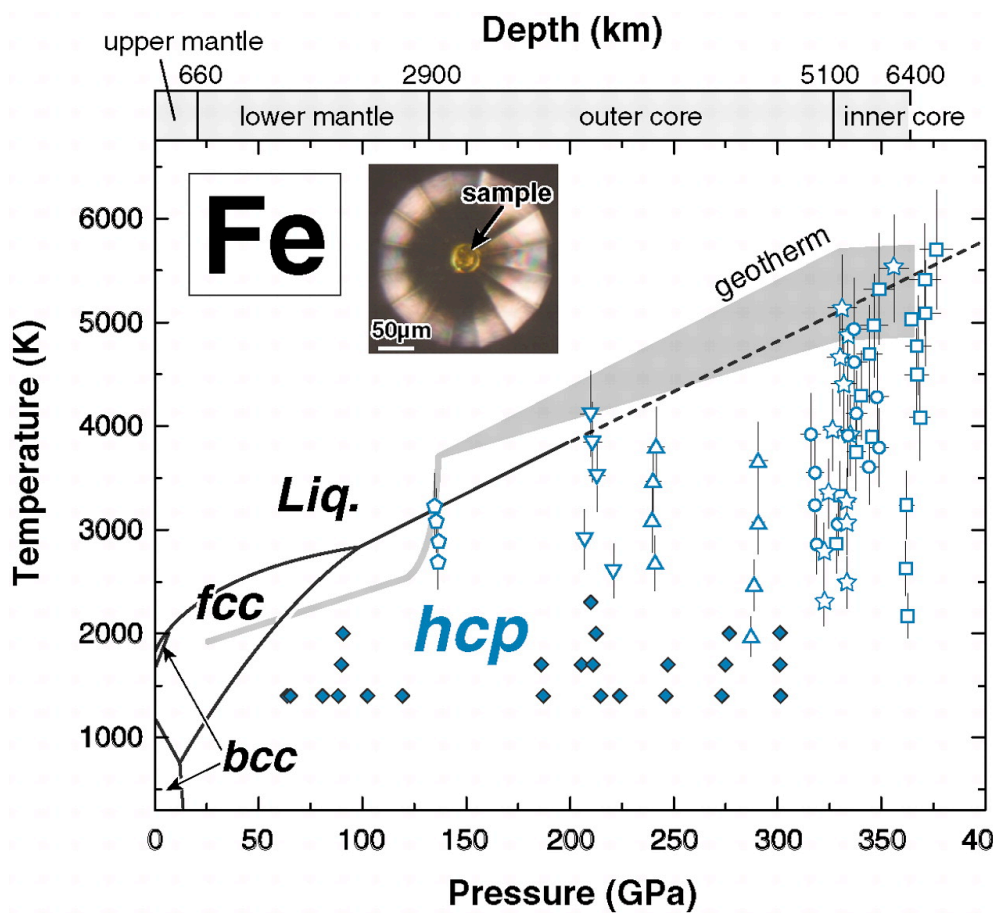 Depth (km)
upper mantle
660 2900 5100 6400
lower mantle outer core inner core
Fe
sample
50µm
geotherm
Liq.
fcc
hcp
bcc
Temperature (K)
6000
5000
4000
3000
2000
1000
0 50 100 150 200 250 300 350 40
Pressure (GPa)